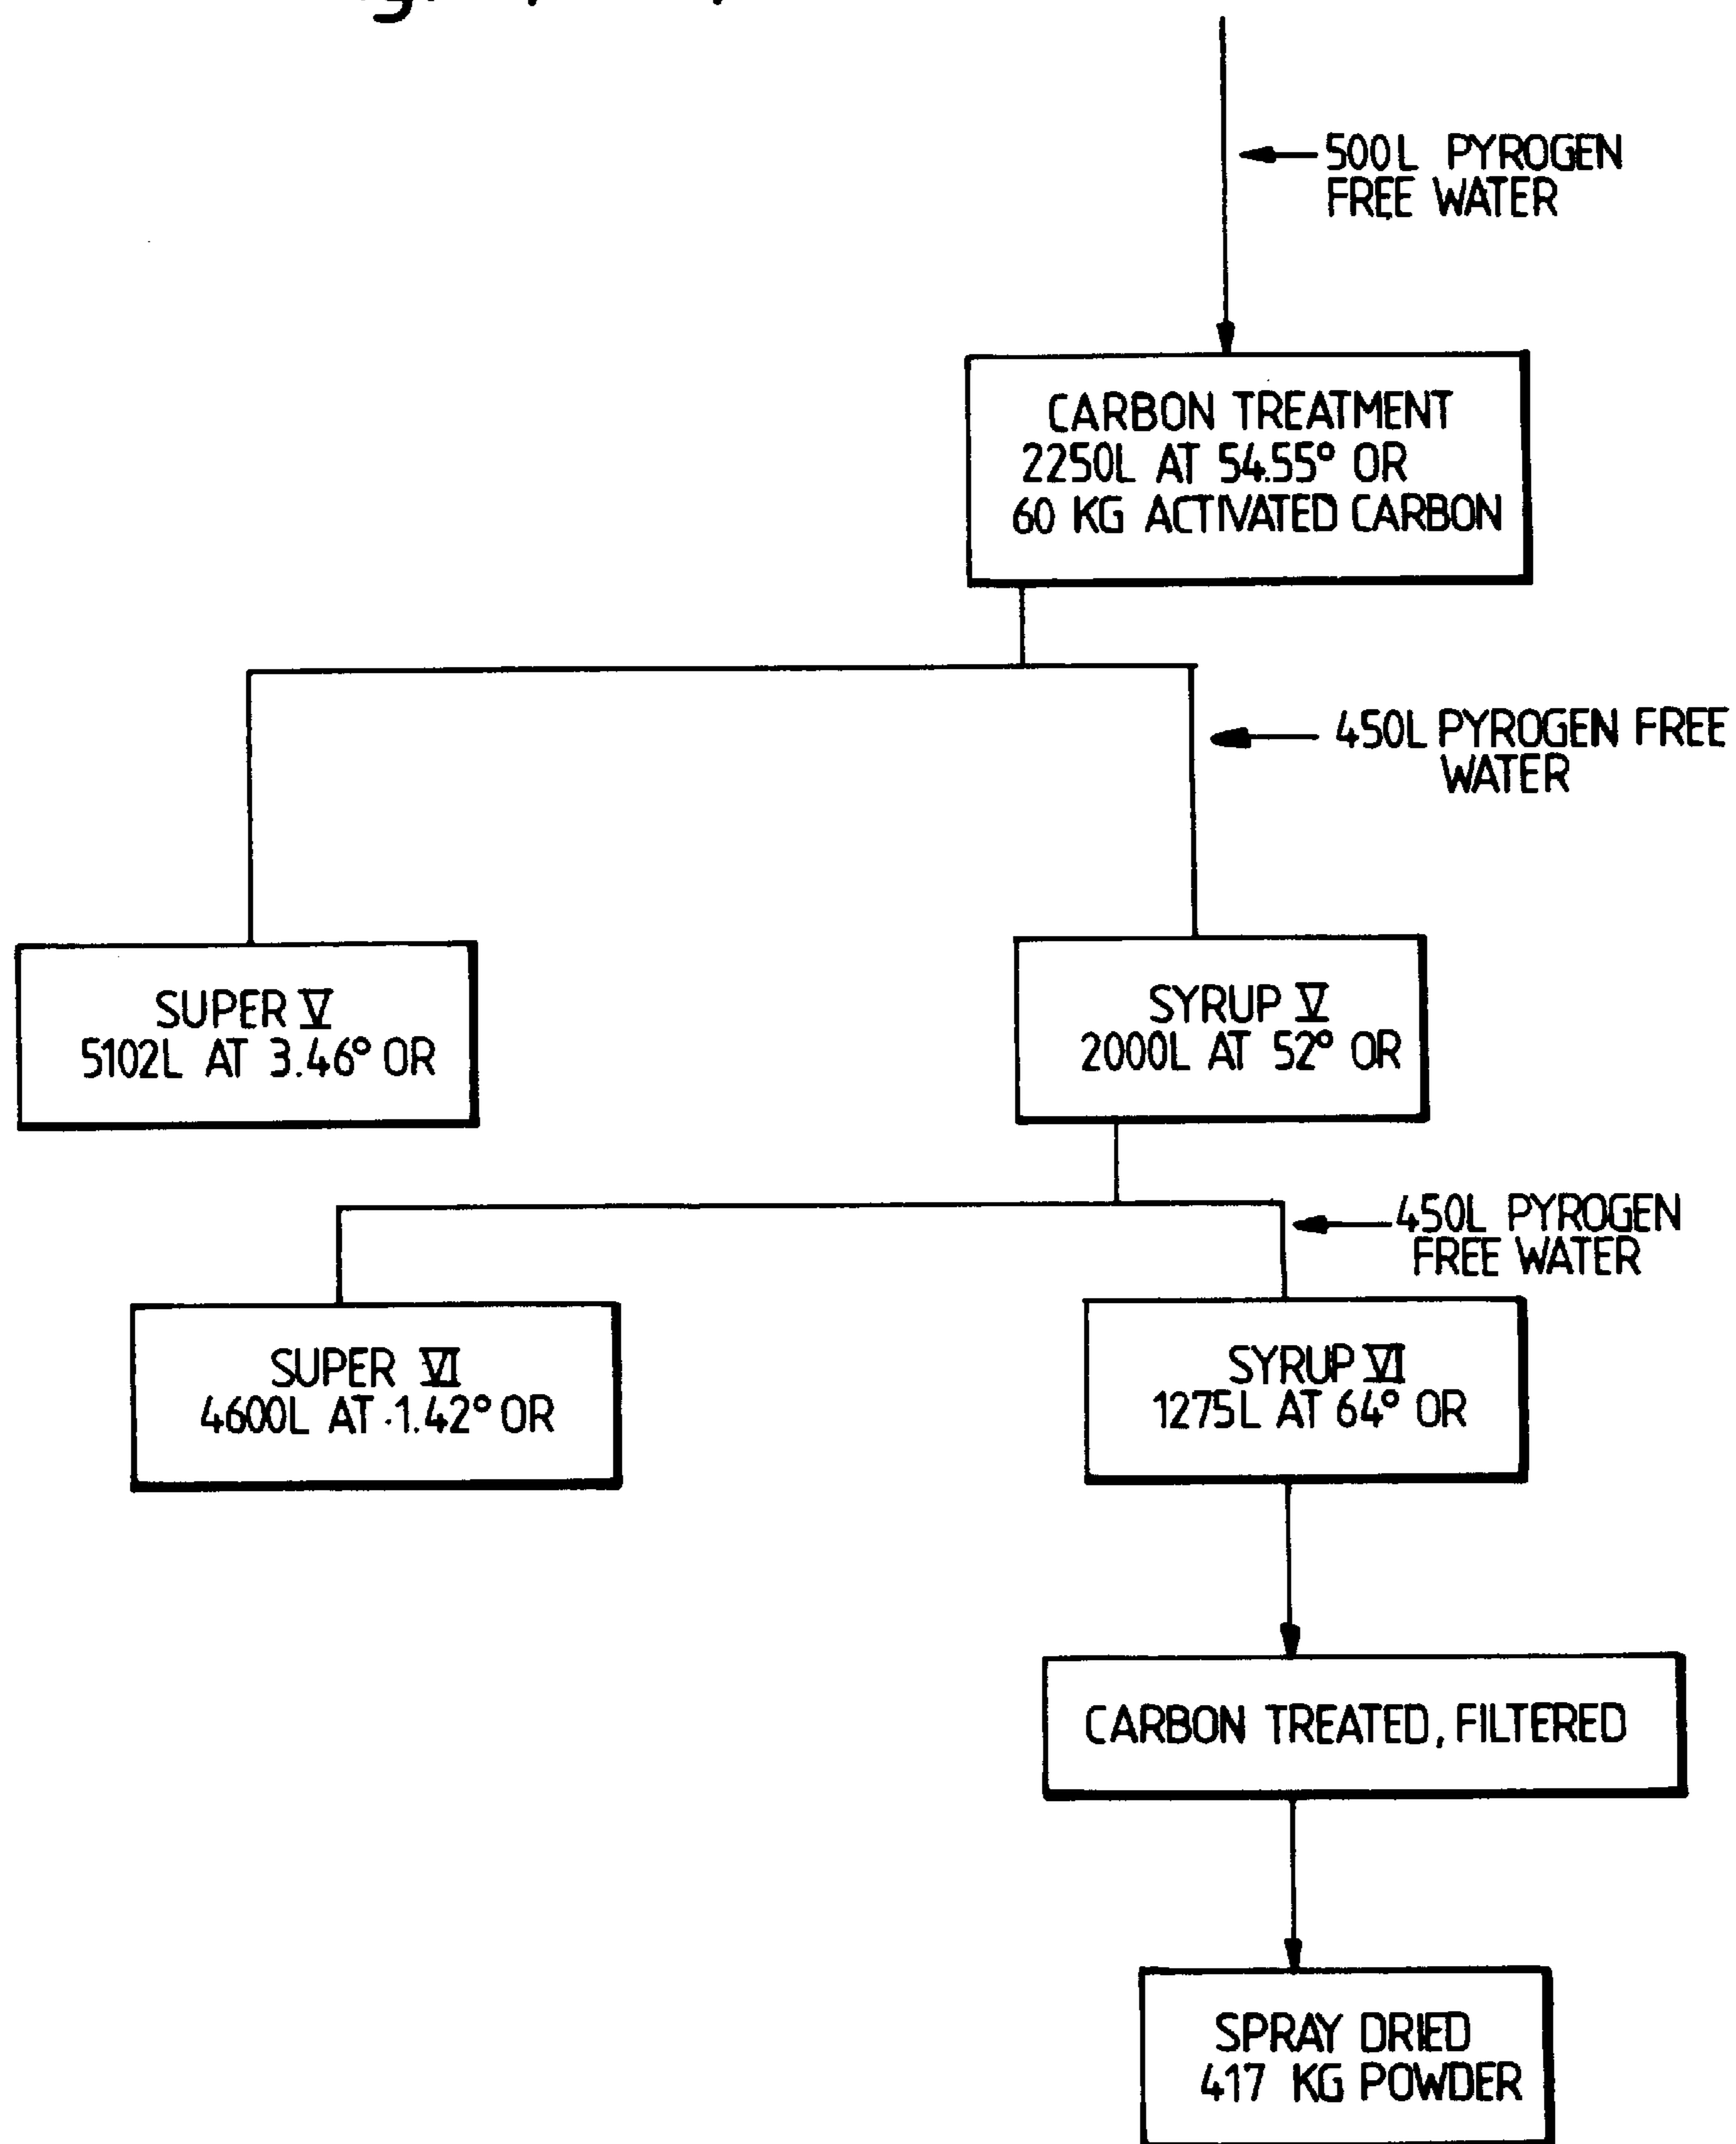 500L PYROGEN
FREE WATER
CARBON TREATMENT
2250L AT 54.55° OR
60 KG ACTIVATED CARBON
450L PYROGEN FREE
WATER
SUPER V
5102L AT 3.46° OR
SYRUP V
2000L AT 52° OR
450L PYROGEN
FREE WATER
SUPER VI
4600L AT 1.42° OR
SYRUP VI
1275L AT 64° OR
CARBON TREATED, FILTERED
SPRAY DRIED
417 KG POWDER